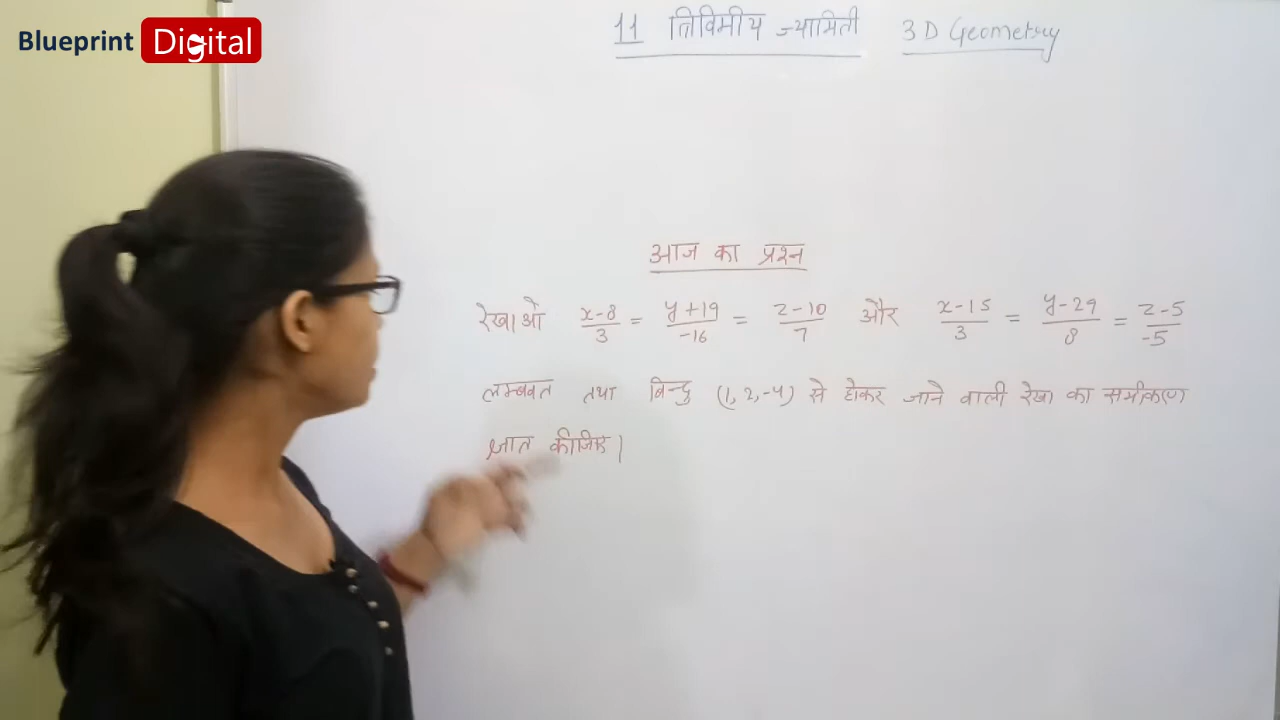 Blueprint Digital
11 त्रिविमीय ज्यामिती 3D Geometry
आज का प्रश्न
रेखाओं x-8/3 = y+19/-16 = z-10/7 और x-15/3 = y-29/8 = z-5/-5
लम्बवत तथा बिन्दु (1, 2, -4) से होकर जाने वाली रेखा का समीकरण
ज्ञात कीजिए।